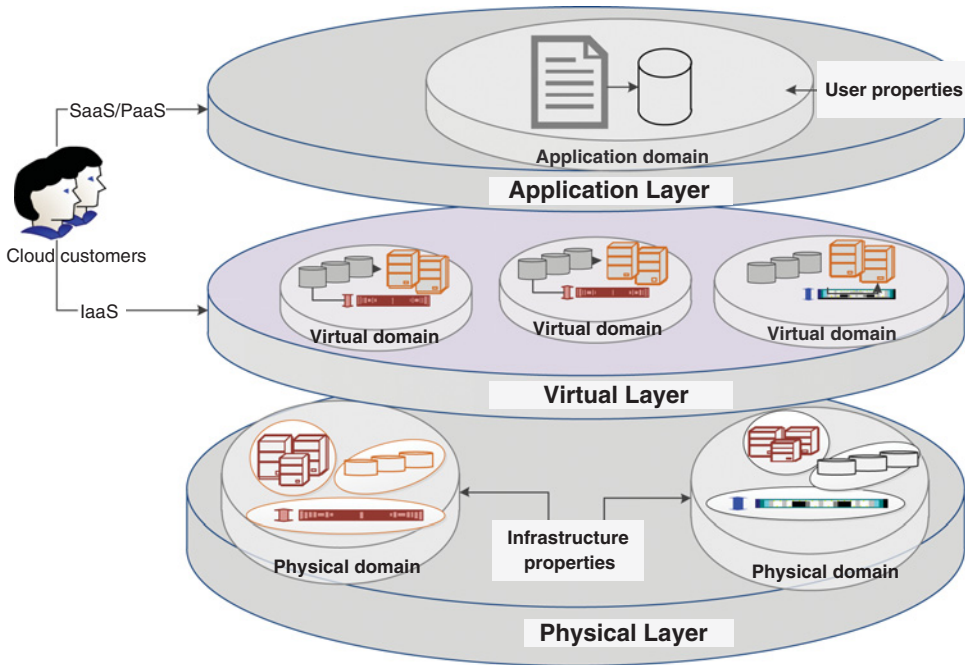 SaaS/PaaS
User properties
Application domain
Application Layer
Cloud customers
IaaS
Virtual domain
Virtual domain
Virtual domain
Virtual Layer
Infrastructure
properties
Physical domain
Physical domain
Physical Layer